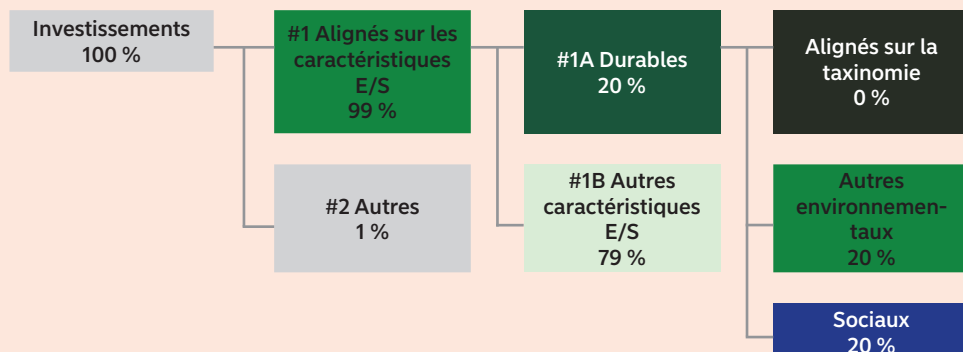 Investissements
100 %
#1 Alignés sur les
caractéristiques
E/S
99 %
#1A Durables
20 %
Alignés sur la
taxinomie
0 %
#2 Autres
1 %
#1B Autres
caractéristiques
E/S
79 %
Autres
environnemen-
taux
20 %
Sociaux
20 %